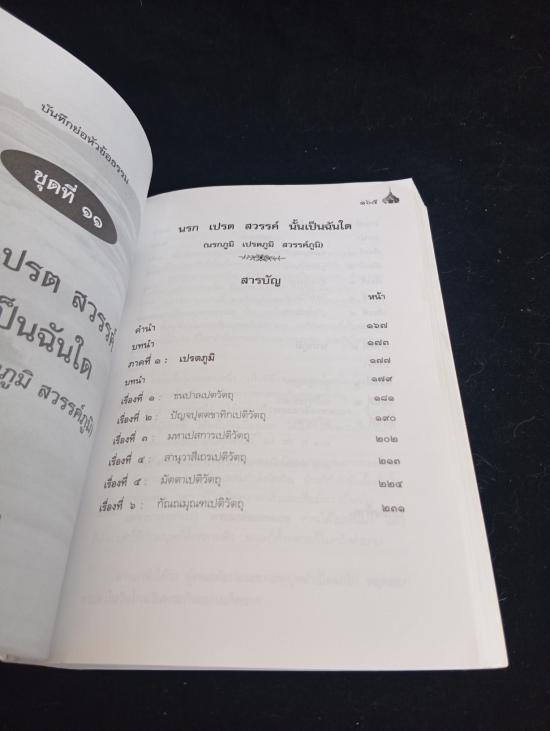 บันทึกย่อหัวข้อธรรม
ชุดที่ ๑๑
ปรต สวรรค์
ป็นฉันใด
ภูมิ สวรรค์ภูมิ)
๑๖๕
นรก เปรต สวรรค์ นั้นเป็นฉันใด
(นรกภูมิ เปรตภูมิ สวรรค์ภูมิ)
สารบัญ
หน้า
คำนำ ๑๖๗
บทนำ ๑๗๓
ภาคที่ ๑ : เปรตภูมิ ๑๗๗
บทนำ ๑๗๙
เรื่องที่ ๑ : ธนปาลเปตวัตถุ ๑๘๑
เรื่องที่ ๒ : ปัญจปุตตขาทิกเปติวัตถุ ๑๙๐
เรื่องที่ ๓ : มหาเปสการเปติวัตถุ ๒๐๒
เรื่องที่ ๔ : สานุวาสีเถรเปติวัตถุ ๒๑๓
เรื่องที่ ๕ : มัตตาเปติวัตถุ ๒๒๔
เรื่องที่ ๖ : กัณณมุณฑเปติวัตถุ ๒๓๑